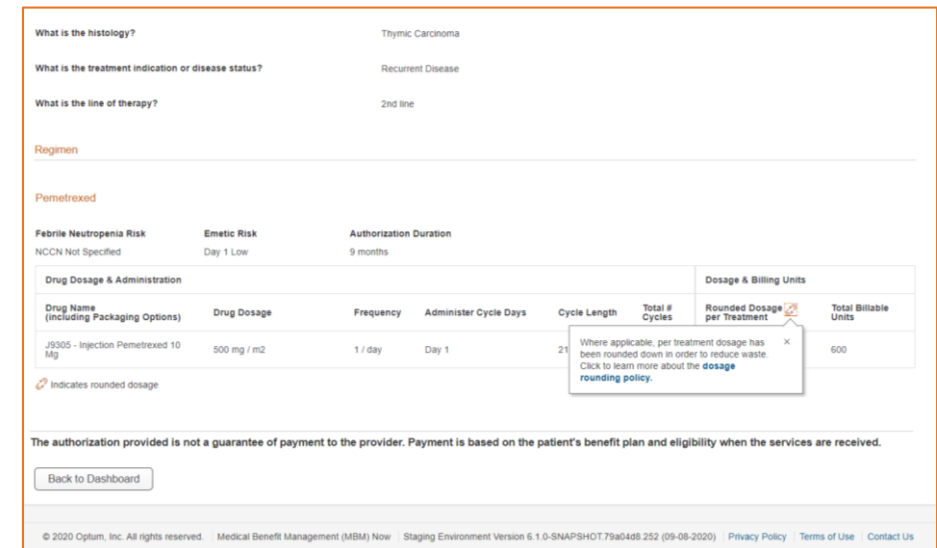 What is the histology? Thymic Carcinoma
What is the treatment indication or disease status? Recurrent Disease
What is the line of therapy? 2nd line
Regimen
Pemetrexed
Febrile Neutropenia Risk Emetic Risk Authorization Duration
NCCN Not Specified Day 1 Low 9 months
Drug Dosage & Administration Dosage & Billing Units
Drug Name
(including Packaging Options) Drug Dosage Frequency Administer Cycle Days Cycle Length Total #
Cycles Rounded Dosage
per Treatment Total Billable
Units
J9305 - Injection Pemetrexed 10
Mg 500 mg / m2 1 / day Day 1 21 600
Where applicable, per treatment dosage has ×
been rounded down in order to reduce waste.
Click to learn more about the dosage
rounding policy.
Indicates rounded dosage
The authorization provided is not a guarantee of payment to the provider. Payment is based on the patient's benefit plan and eligibility when the services are received.
Back to Dashboard
© 2020 Optum, Inc. All rights reserved. Medical Benefit Management (MBM) Now Staging Environment Version 6.1.0-SNAPSHOT.79a04d8.252 (09-08-2020) Privacy Policy Terms of Use Contact Us